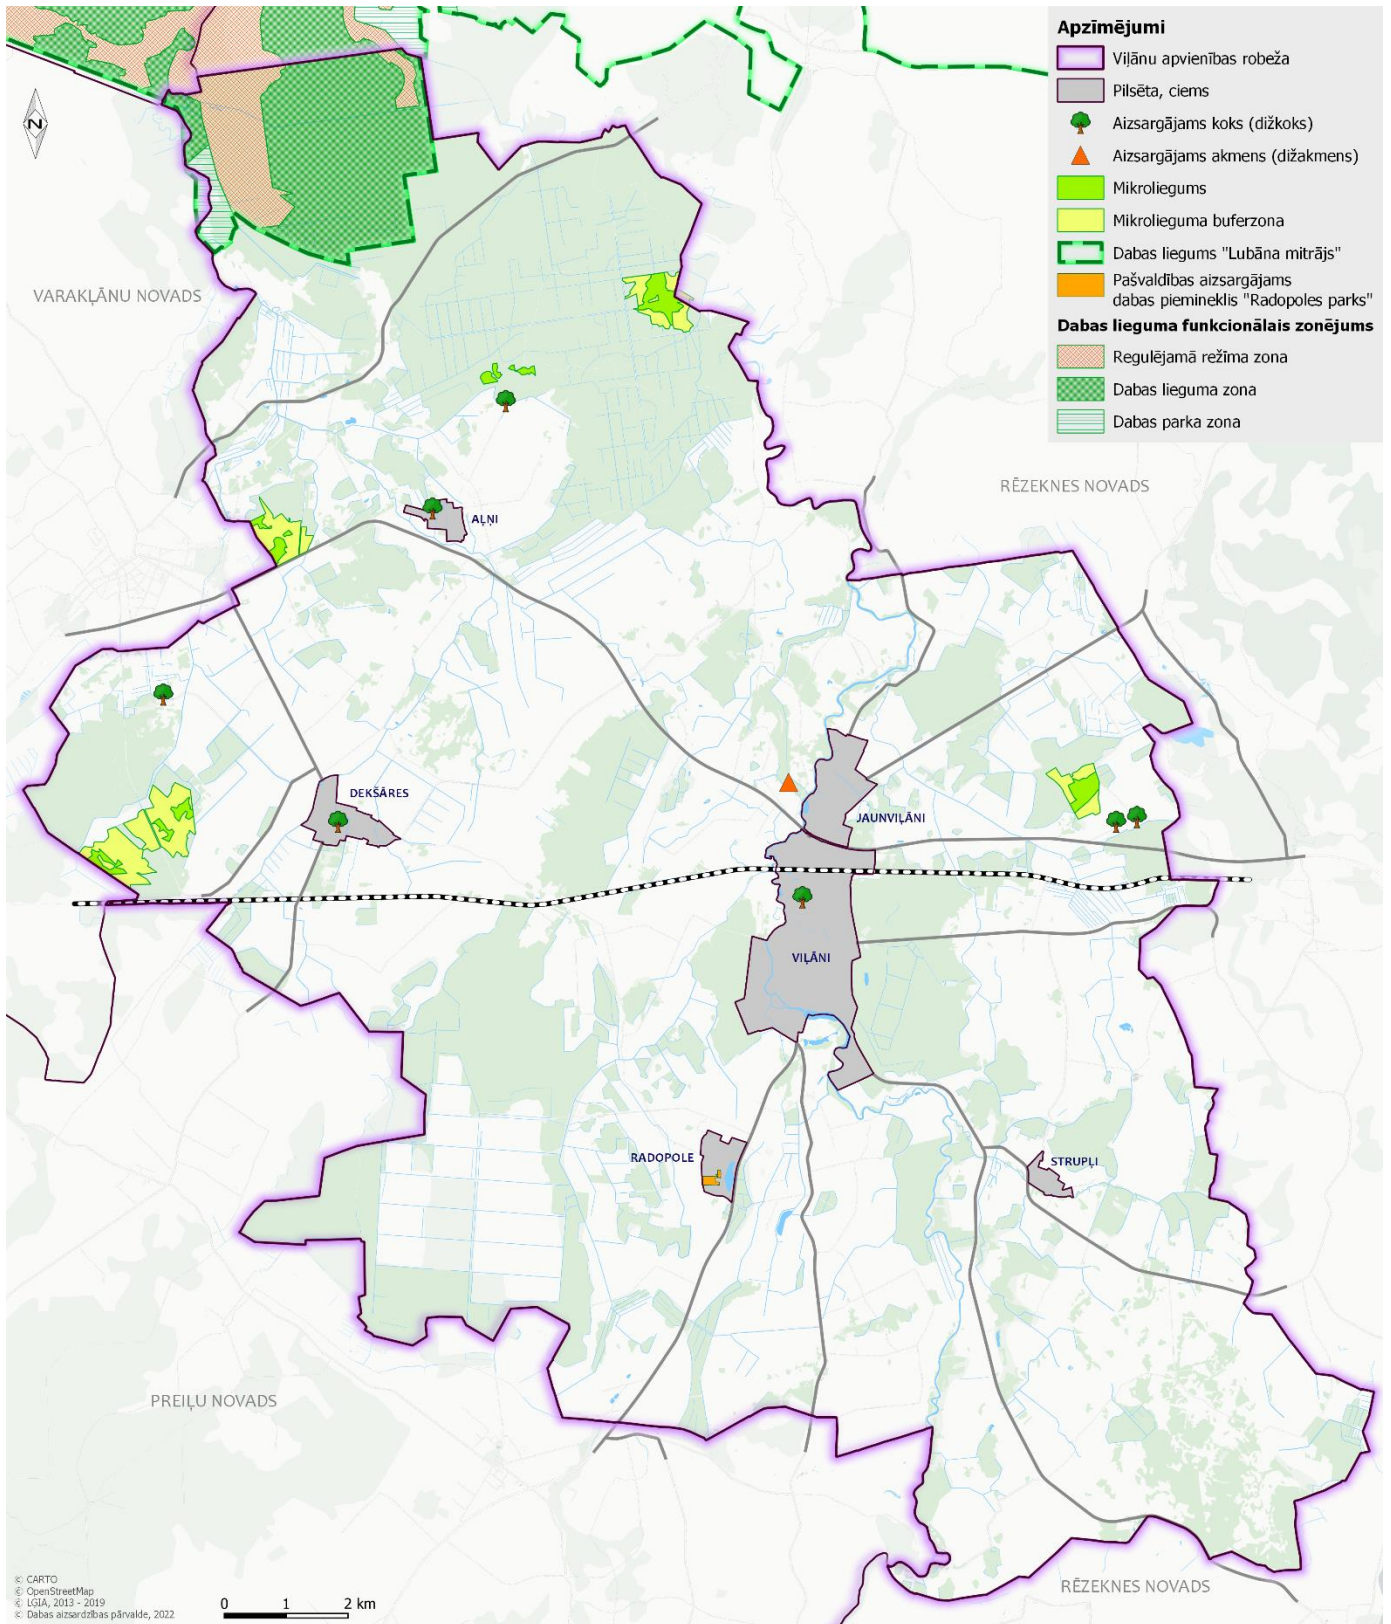 Apzīmējumi
Viļānu apvienības robeža
Pilsēta, ciems
Aizsargājams koks (dižkoks)
Aizsargājams akmens (dižakmens)
Mikroliegums
Mikrolieguma buferzona
Dabas liegums "Lubāna mitrājs"
Pašvaldības aizsargājams
dabas piemineklis "Radopoles parks"
Dabas lieguma funkcionālais zonējums
Regulējamā režīma zona
Dabas lieguma zona
Dabas parka zona
N
VARAKĻĀNU NOVADS
RĒZEKNES NOVADS
AĻŅI
DEKŠĀRES
JAUNVIĻĀNI
VIĻĀNI
RADOPOLE
STRUPĻI
PREIĻU NOVADS
RĒZEKNES NOVADS
© CARTO
© OpenStreetMap
© LĢIA, 2013 - 2019
© Dabas aizsardzības pārvalde, 2022
0 1 2 km